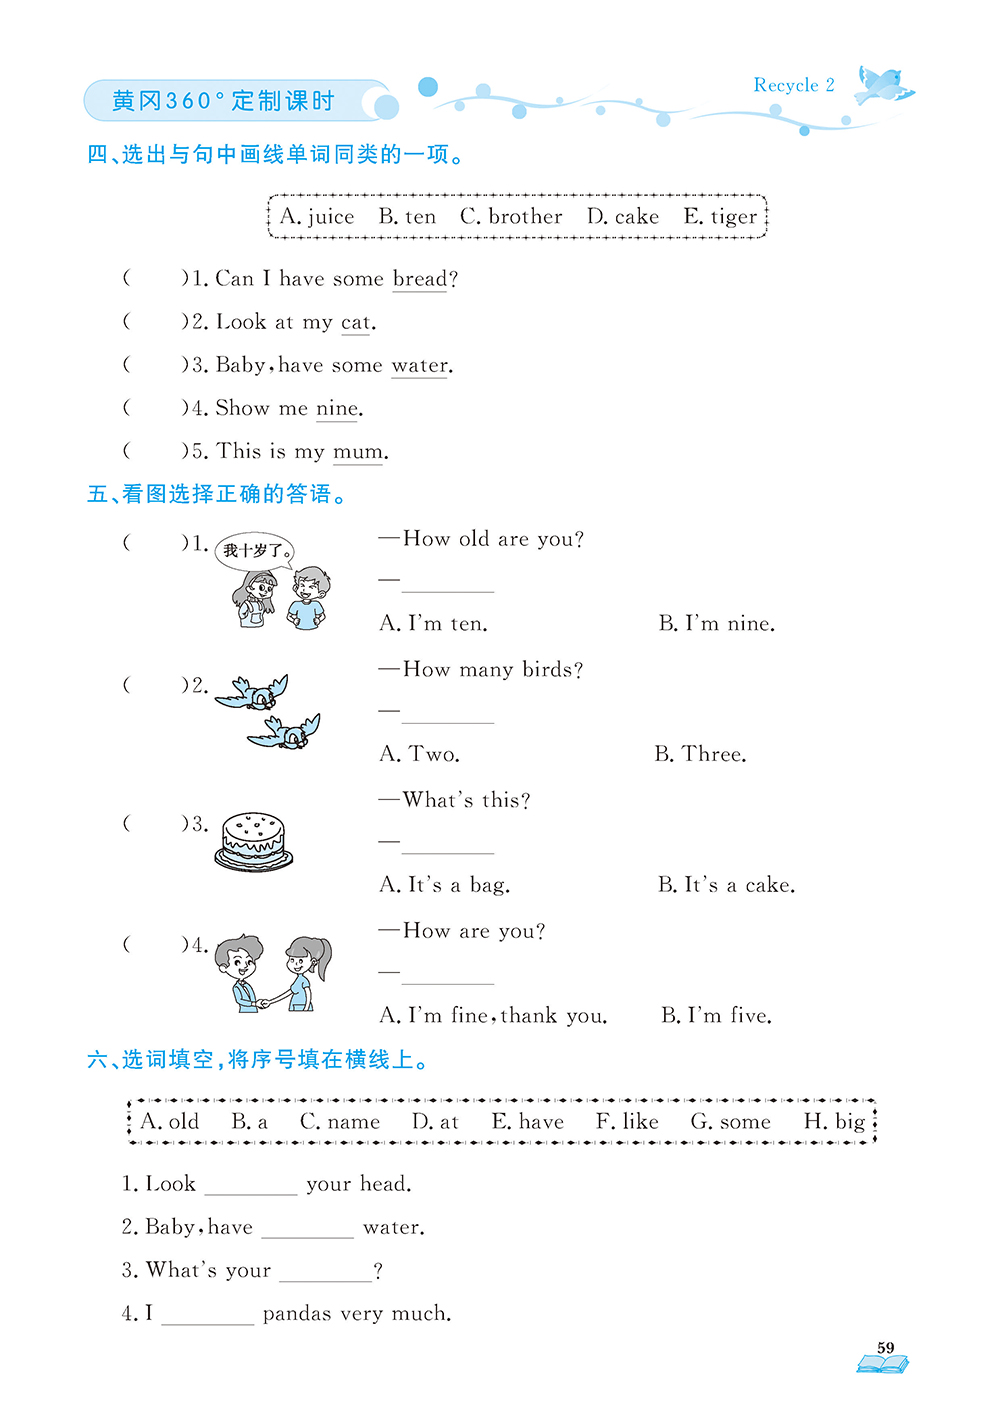 黄冈360°定制课时
Recycle 2
四、选出与句中画线单词同类的一项。
A. juice B. ten C. brother D. cake E. tiger
( )1. Can I have some bread?
( )2. Look at my cat.
( )3. Baby, have some water.
( )4. Show me nine.
( )5. This is my mum.
五、看图选择正确的答语。
( )1.
我十岁了。
—How old are you?
—________
A. I'm ten. B. I'm nine.
( )2.
—How many birds?
—________
A. Two. B. Three.
( )3.
—What's this?
—________
A. It's a bag. B. It's a cake.
( )4.
—How are you?
—________
A. I'm fine, thank you. B. I'm five.
六、选词填空,将序号填在横线上。
A. old B. a C. name D. at E. have F. like G. some H. big
1. Look ________ your head.
2. Baby, have ________ water.
3. What's your ________?
4. I ________ pandas very much.
59